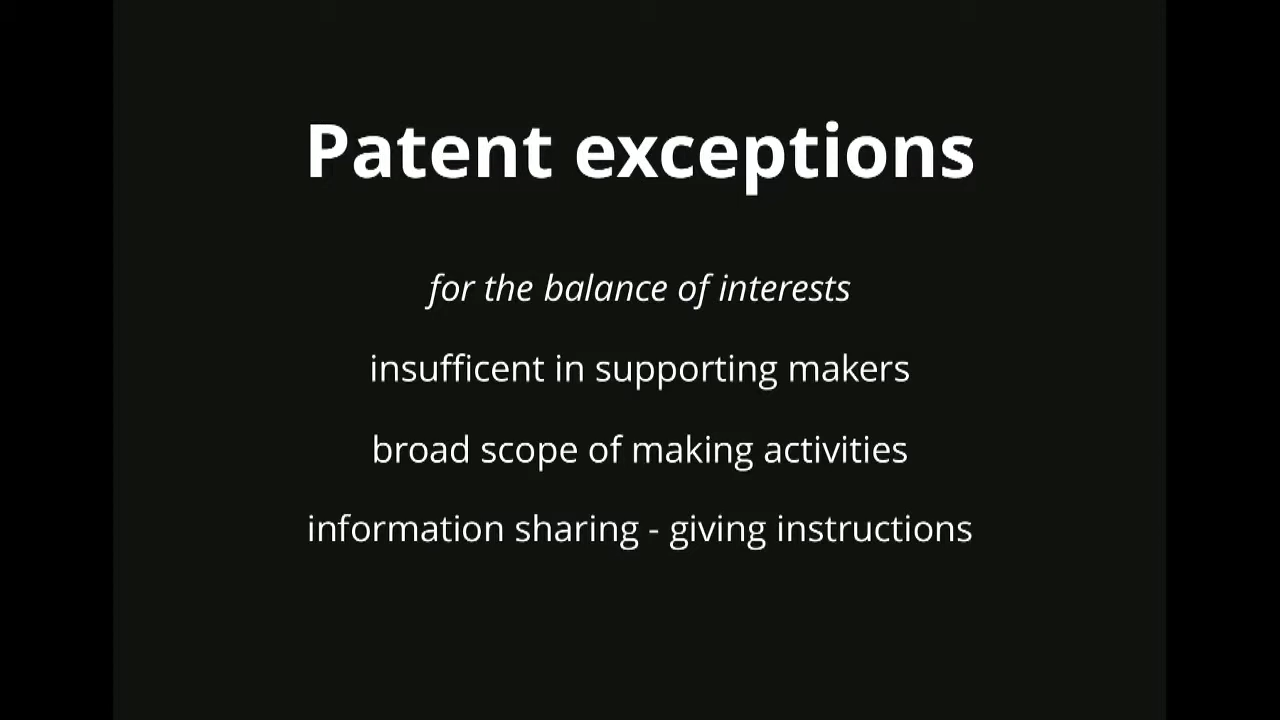 Patent exceptions
for the balance of interests
insufficent in supporting makers
broad scope of making activities
information sharing - giving instructions